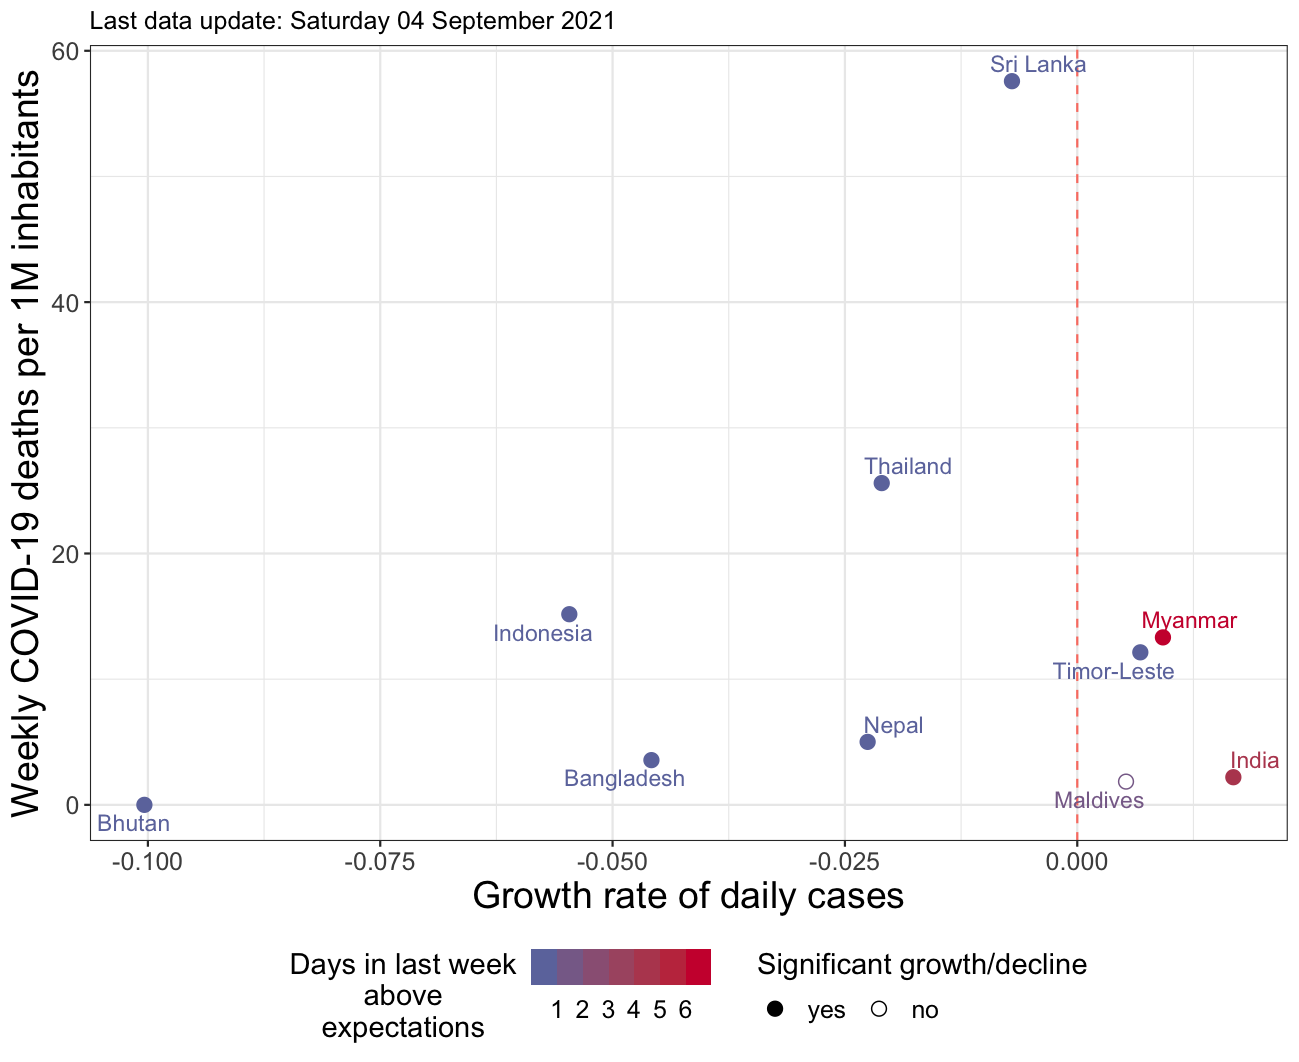 Last data update: Saturday 04 September 2021
Weekly COVID-19 deaths per 1M inhabitants
60
40
20
0
Sri Lanka
Thailand
Indonesia
Myanmar
Timor-Leste
Nepal
India
Bangladesh
Maldives
Bhutan
-0.100 -0.075 -0.050 -0.025 0.000
Growth rate of daily cases
Days in last week
above
expectations
1 2 3 4 5 6
Significant growth/decline
yes no